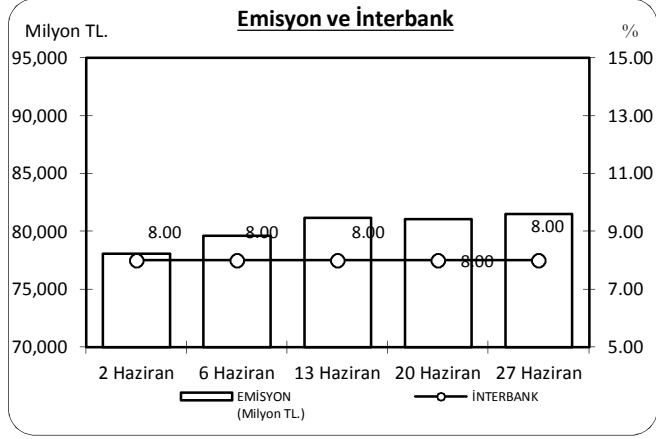 Emisyon ve İnterbank
Milyon TL. %
95,000 15.00
90,000 13.00
85,000 11.00
80,000 8.00 8.00 8.00 8.00 9.00
75,000 8.00 7.00
70,000 5.00
2 Haziran 6 Haziran 13 Haziran 20 Haziran 27 Haziran
EMİSYON İNTERBANK
(Milyon TL.)